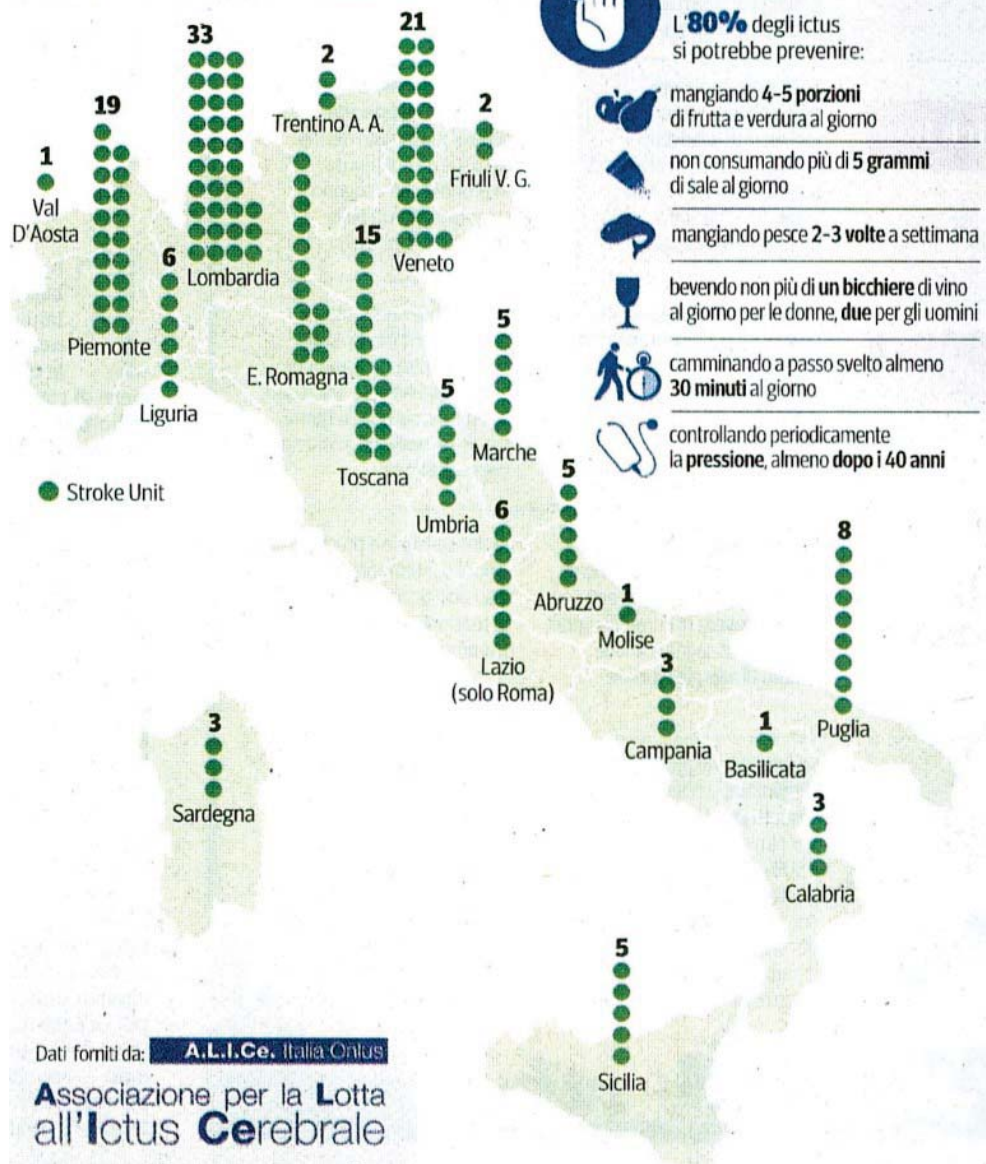 33
21
2
19
Trentino A. A.
2
1
Friuli V. G.
Val
D'Aosta
15
6
Veneto
Lombardia
5
Piemonte
E. Romagna
5
Liguria
Marche
5
Toscana
Stroke Unit
Umbria
6
8
Abruzzo
1
Molise
Lazio
(solo Roma)
3
Campania
1
Basilicata
Puglia
3
Sardegna
3
Calabria
5
Sicilia
L'80% degli ictus
si potrebbe prevenire:
mangiando 4-5 porzioni
di frutta e verdura al giorno
non consumando più di 5 grammi
di sale al giorno
mangiando pesce 2-3 volte a settimana
bevendo non più di un bicchiere di vino
al giorno per le donne, due per gli uomini
camminando a passo svelto almeno
30 minuti al giorno
controllando periodicamente
la pressione, almeno dopo i 40 anni
Dati forniti da: A.L.I.Ce. Italia Onlus
Associazione per la Lotta
all'Ictus Cerebrale